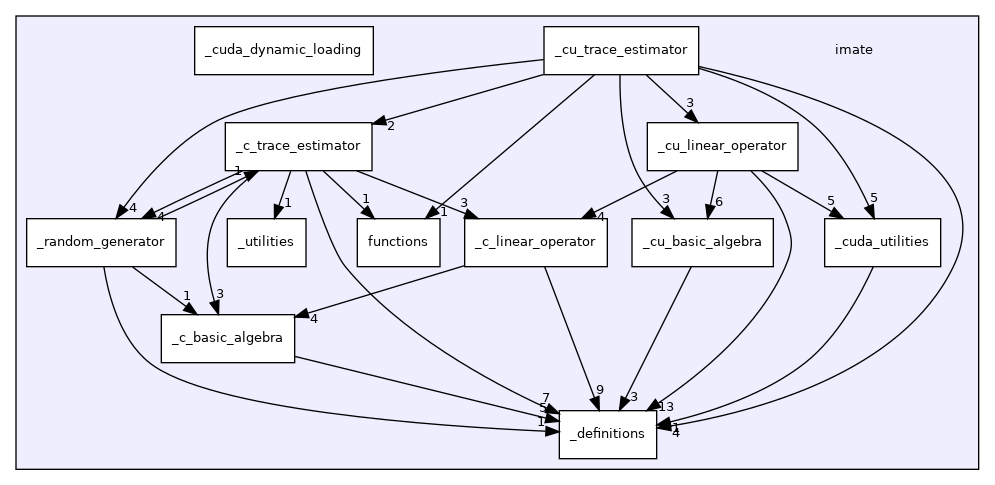 _cuda_dynamic_loading
_cu_trace_estimator
imate
3
2
_c_trace_estimator
_cu_linear_operator
1
4
4
1
1
3
1
4
3
6
5
5
_random_generator
_utilities
functions
_c_linear_operator
_cu_basic_algebra
_cuda_utilities
1
3
4
_c_basic_algebra
7
5
1
9
3
13
1
4
_definitions